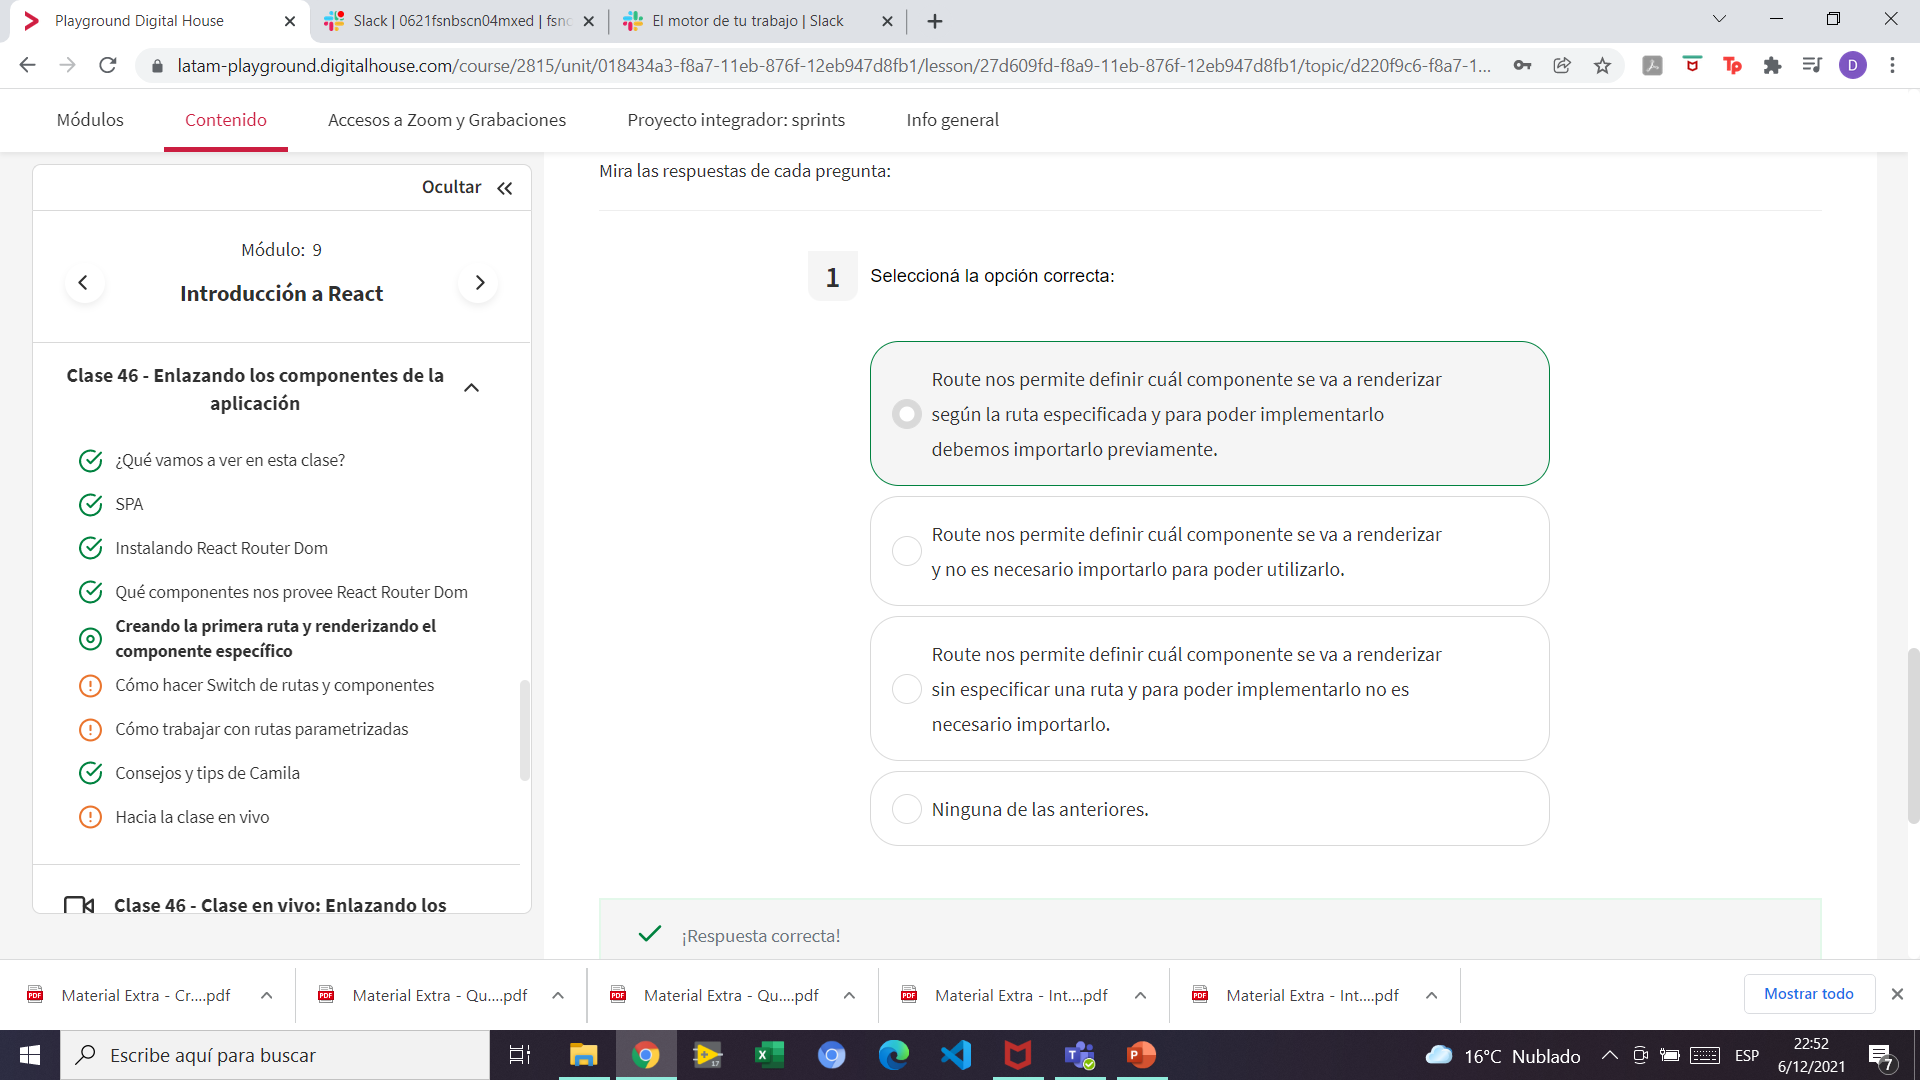 Playground Digital House
Slack | 0621fsnbscn04mxed | fsnc
El motor de tu trabajo | Slack
latam-playground.digitalhouse.com/course/2815/unit/018434a3-f8a7-11eb-876f-12eb947d8fb1/lesson/27d609fd-f8a9-11eb-876f-12eb947d8fb1/topic/d220f9c6-f8a7-1...
D
Módulos
Contenido
Accesos a Zoom y Grabaciones
Proyecto integrador: sprints
Info general
Ocultar
Módulo: 9
Introducción a React
Clase 46 - Enlazando los componentes de la
aplicación
¿Qué vamos a ver en esta clase?
SPA
Instalando React Router Dom
Qué componentes nos provee React Router Dom
Creando la primera ruta y renderizando el
componente específico
Cómo hacer Switch de rutas y componentes
Cómo trabajar con rutas parametrizadas
Consejos y tips de Camila
Hacia la clase en vivo
Clase 46 - Clase en vivo: Enlazando los
Mira las respuestas de cada pregunta:
1 Seleccioná la opción correcta:
Route nos permite definir cuál componente se va a renderizar
según la ruta especificada y para poder implementarlo
debemos importarlo previamente.
Route nos permite definir cuál componente se va a renderizar
y no es necesario importarlo para poder utilizarlo.
Route nos permite definir cuál componente se va a renderizar
sin especificar una ruta y para poder implementarlo no es
necesario importarlo.
Ninguna de las anteriores.
¡Respuesta correcta!
Material Extra - Cr....pdf
Material Extra - Qu....pdf
Material Extra - Qu....pdf
Material Extra - Int....pdf
Material Extra - Int....pdf
Mostrar todo
Escribe aquí para buscar
16°C Nublado
ESP
22:52
6/12/2021
7